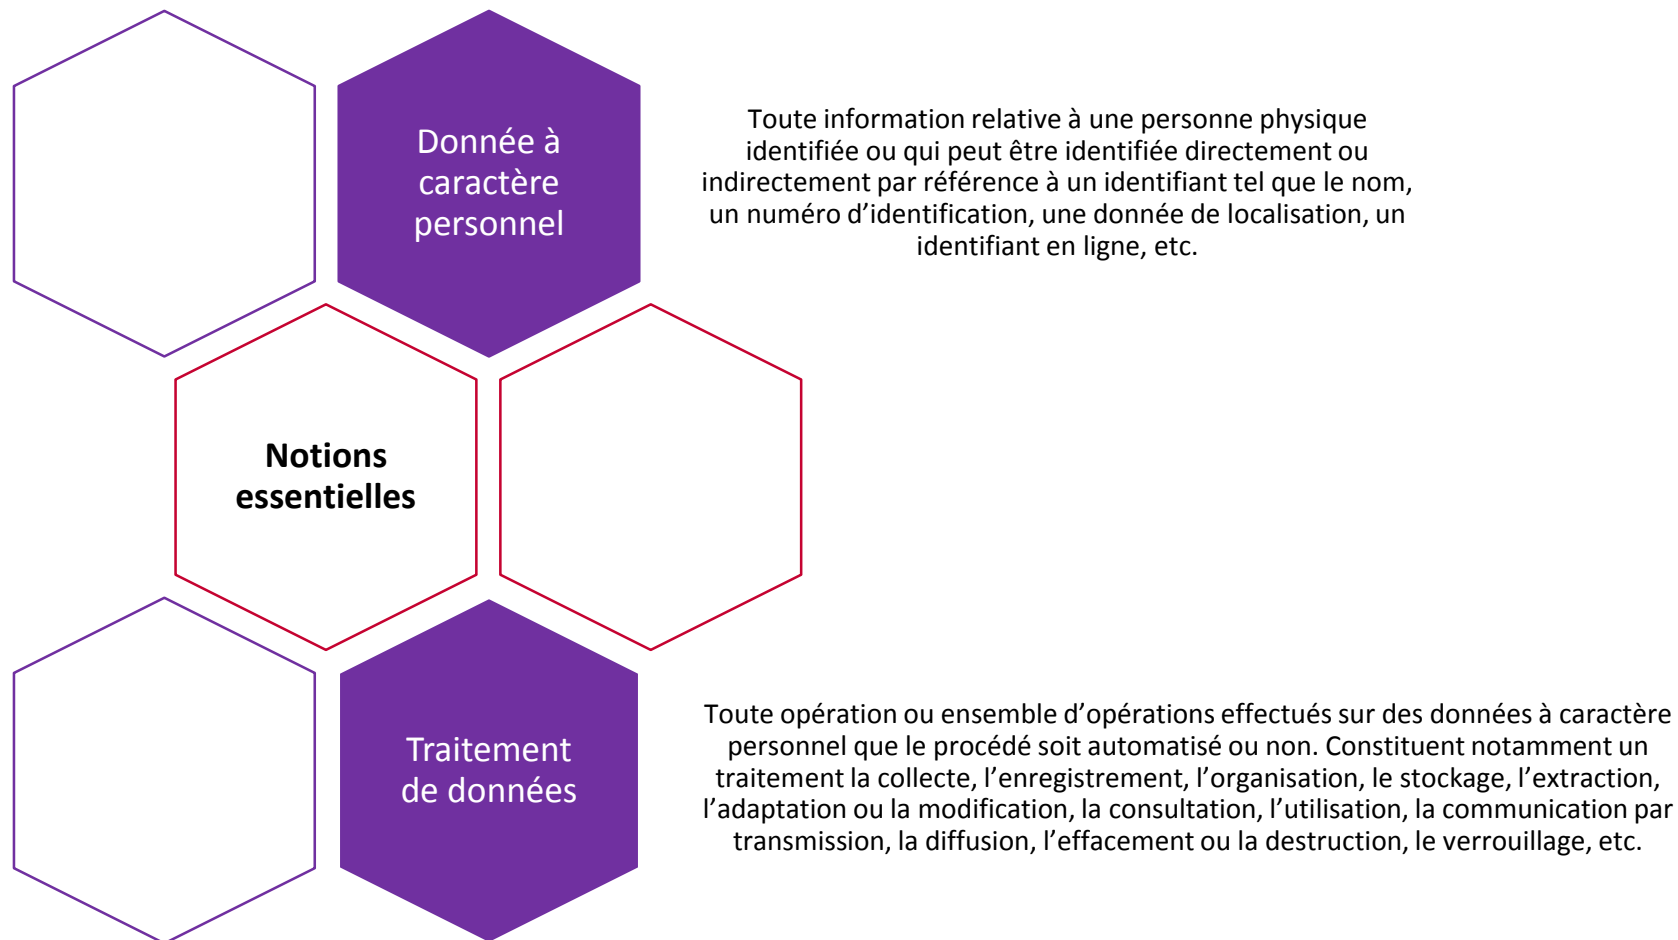 Donnée à
caractère
personnel
Toute information relative à une personne physique
identifiée ou qui peut être identifiée directement ou
indirectement par référence à un identifiant tel que le nom,
un numéro d’identification, une donnée de localisation, un
identifiant en ligne, etc.
Notions
essentielles
Traitement
de données
Toute opération ou ensemble d’opérations effectués sur des données à caractère
personnel que le procédé soit automatisé ou non. Constituent notamment un
traitement la collecte, l’enregistrement, l’organisation, le stockage, l’extraction,
l’adaptation ou la modification, la consultation, l’utilisation, la communication par
transmission, la diffusion, l’effacement ou la destruction, le verrouillage, etc.